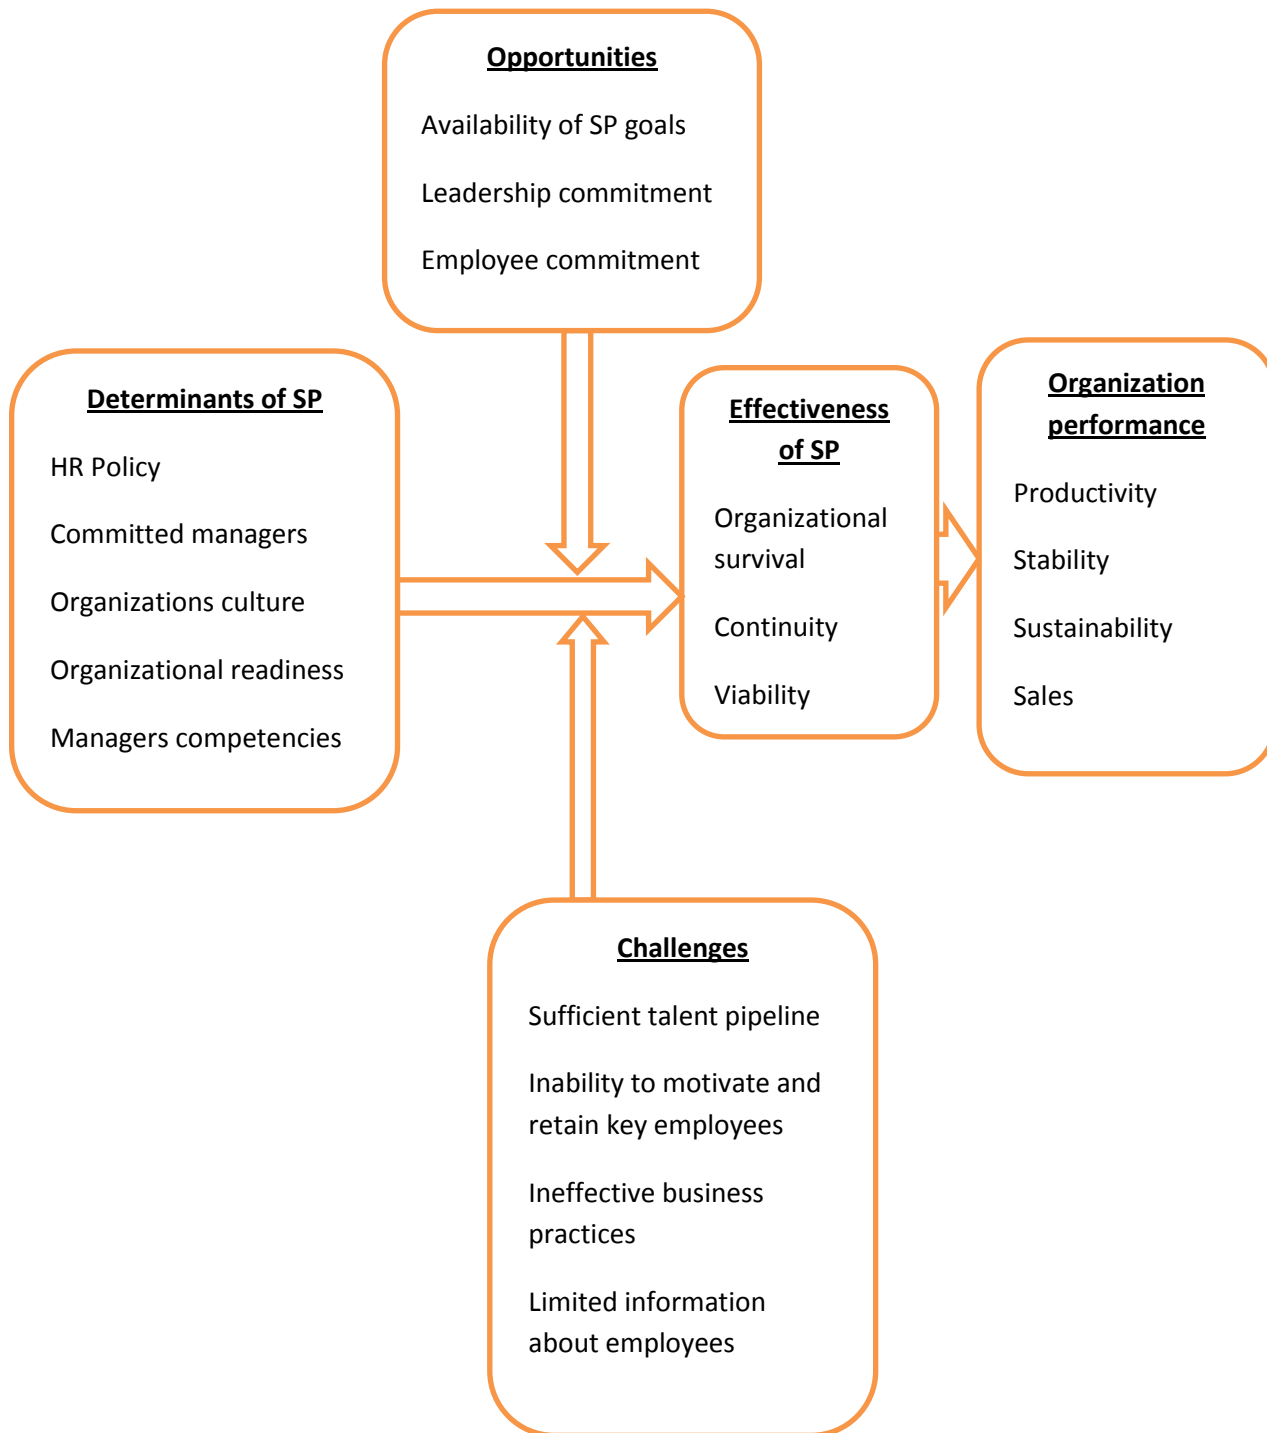 Opportunities
Availability of SP goals
Leadership commitment
Employee commitment
Determinants of SP
HR Policy
Committed managers
Organizations culture
Organizational readiness
Managers competencies
Effectiveness
of SP
Organizational
survival
Continuity
Viability
Organization
performance
Productivity
Stability
Sustainability
Sales
Challenges
Sufficient talent pipeline
Inability to motivate and
retain key employees
Ineffective business
practices
Limited information
about employees